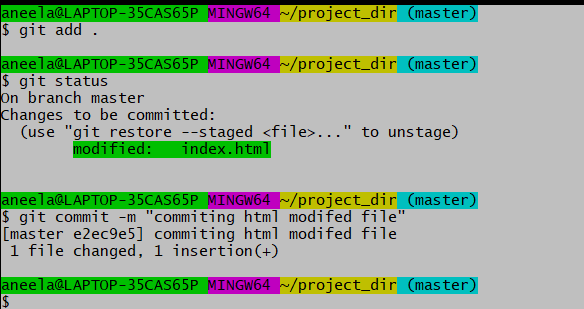 aneela@LAPTOP-35CAS65P MINGW64 ~/project_dir (master)
$ git add .
aneela@LAPTOP-35CAS65P MINGW64 ~/project_dir (master)
$ git status
On branch master
Changes to be committed:
  (use "git restore --staged <file>..." to unstage)
        modified:   index.html
aneela@LAPTOP-35CAS65P MINGW64 ~/project_dir (master)
$ git commit -m "commiting html modifed file"
[master e2ec9e5] commiting html modifed file
 1 file changed, 1 insertion(+)
aneela@LAPTOP-35CAS65P MINGW64 ~/project_dir (master)
$